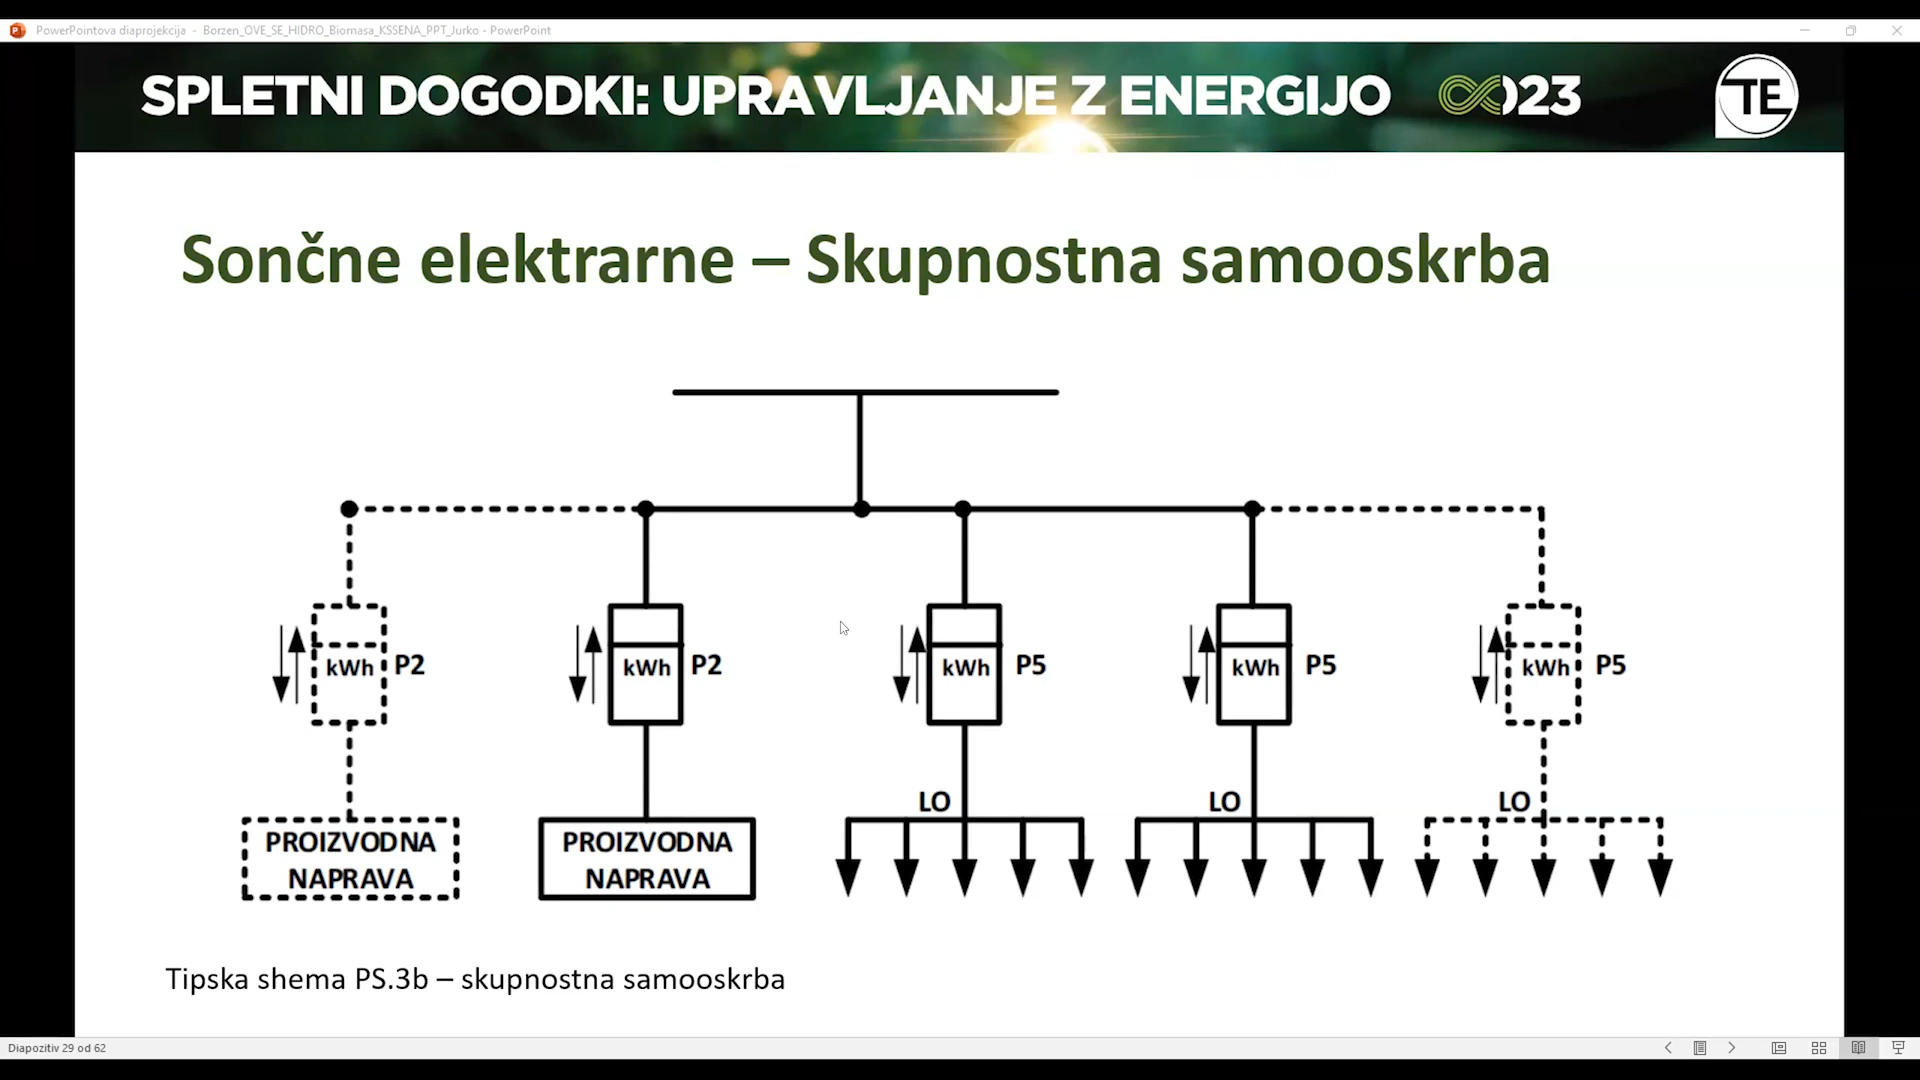 PowerPointova diaprojekcija - Borzen_OVE_SE_HIDRO_Biomasa_KSSENA_PPT_Jurko - PowerPoint
SPLETNI DOGODKI: UPRAVLJANJE Z ENERGIJO 23
TE
Sončne elektrarne – Skupnostna samooskrba
kWh P2 kWh P2 kWh P5 kWh P5 kWh P5
LO LO LO
PROIZVODNA NAPRAVA
PROIZVODNA NAPRAVA
Tipska shema PS.3b – skupnostna samooskrba
Diapozitiv 29 od 62